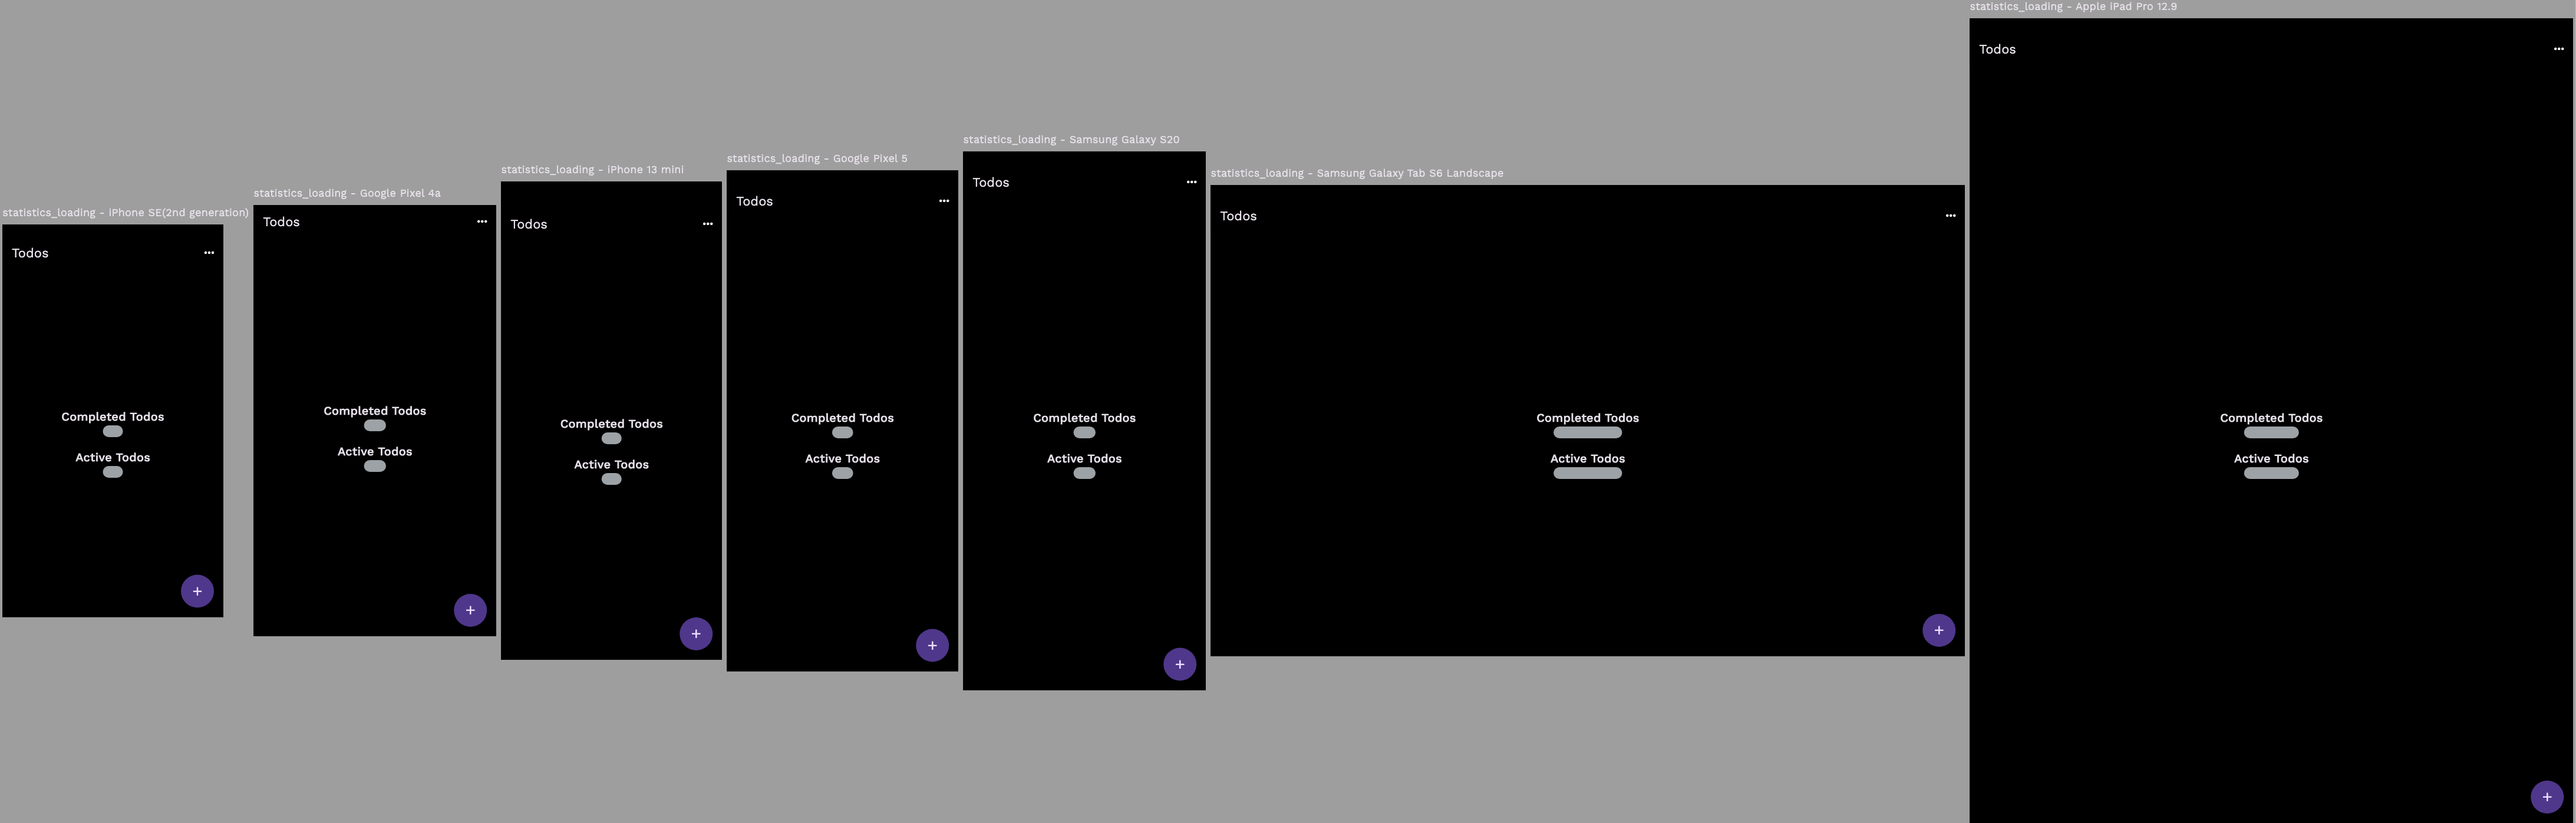 statistics_loading - iPhone SE(2nd generation)
Todos
Completed Todos
Active Todos
statistics_loading - Google Pixel 4a
Todos
Completed Todos
Active Todos
statistics_loading - iPhone 13 mini
Todos
Completed Todos
Active Todos
statistics_loading - Google Pixel 5
Todos
Completed Todos
Active Todos
statistics_loading - Samsung Galaxy S20
Todos
Completed Todos
Active Todos
statistics_loading - Samsung Galaxy Tab S6 Landscape
Todos
Completed Todos
Active Todos
statistics_loading - Apple iPad Pro 12.9
Todos
Completed Todos
Active Todos